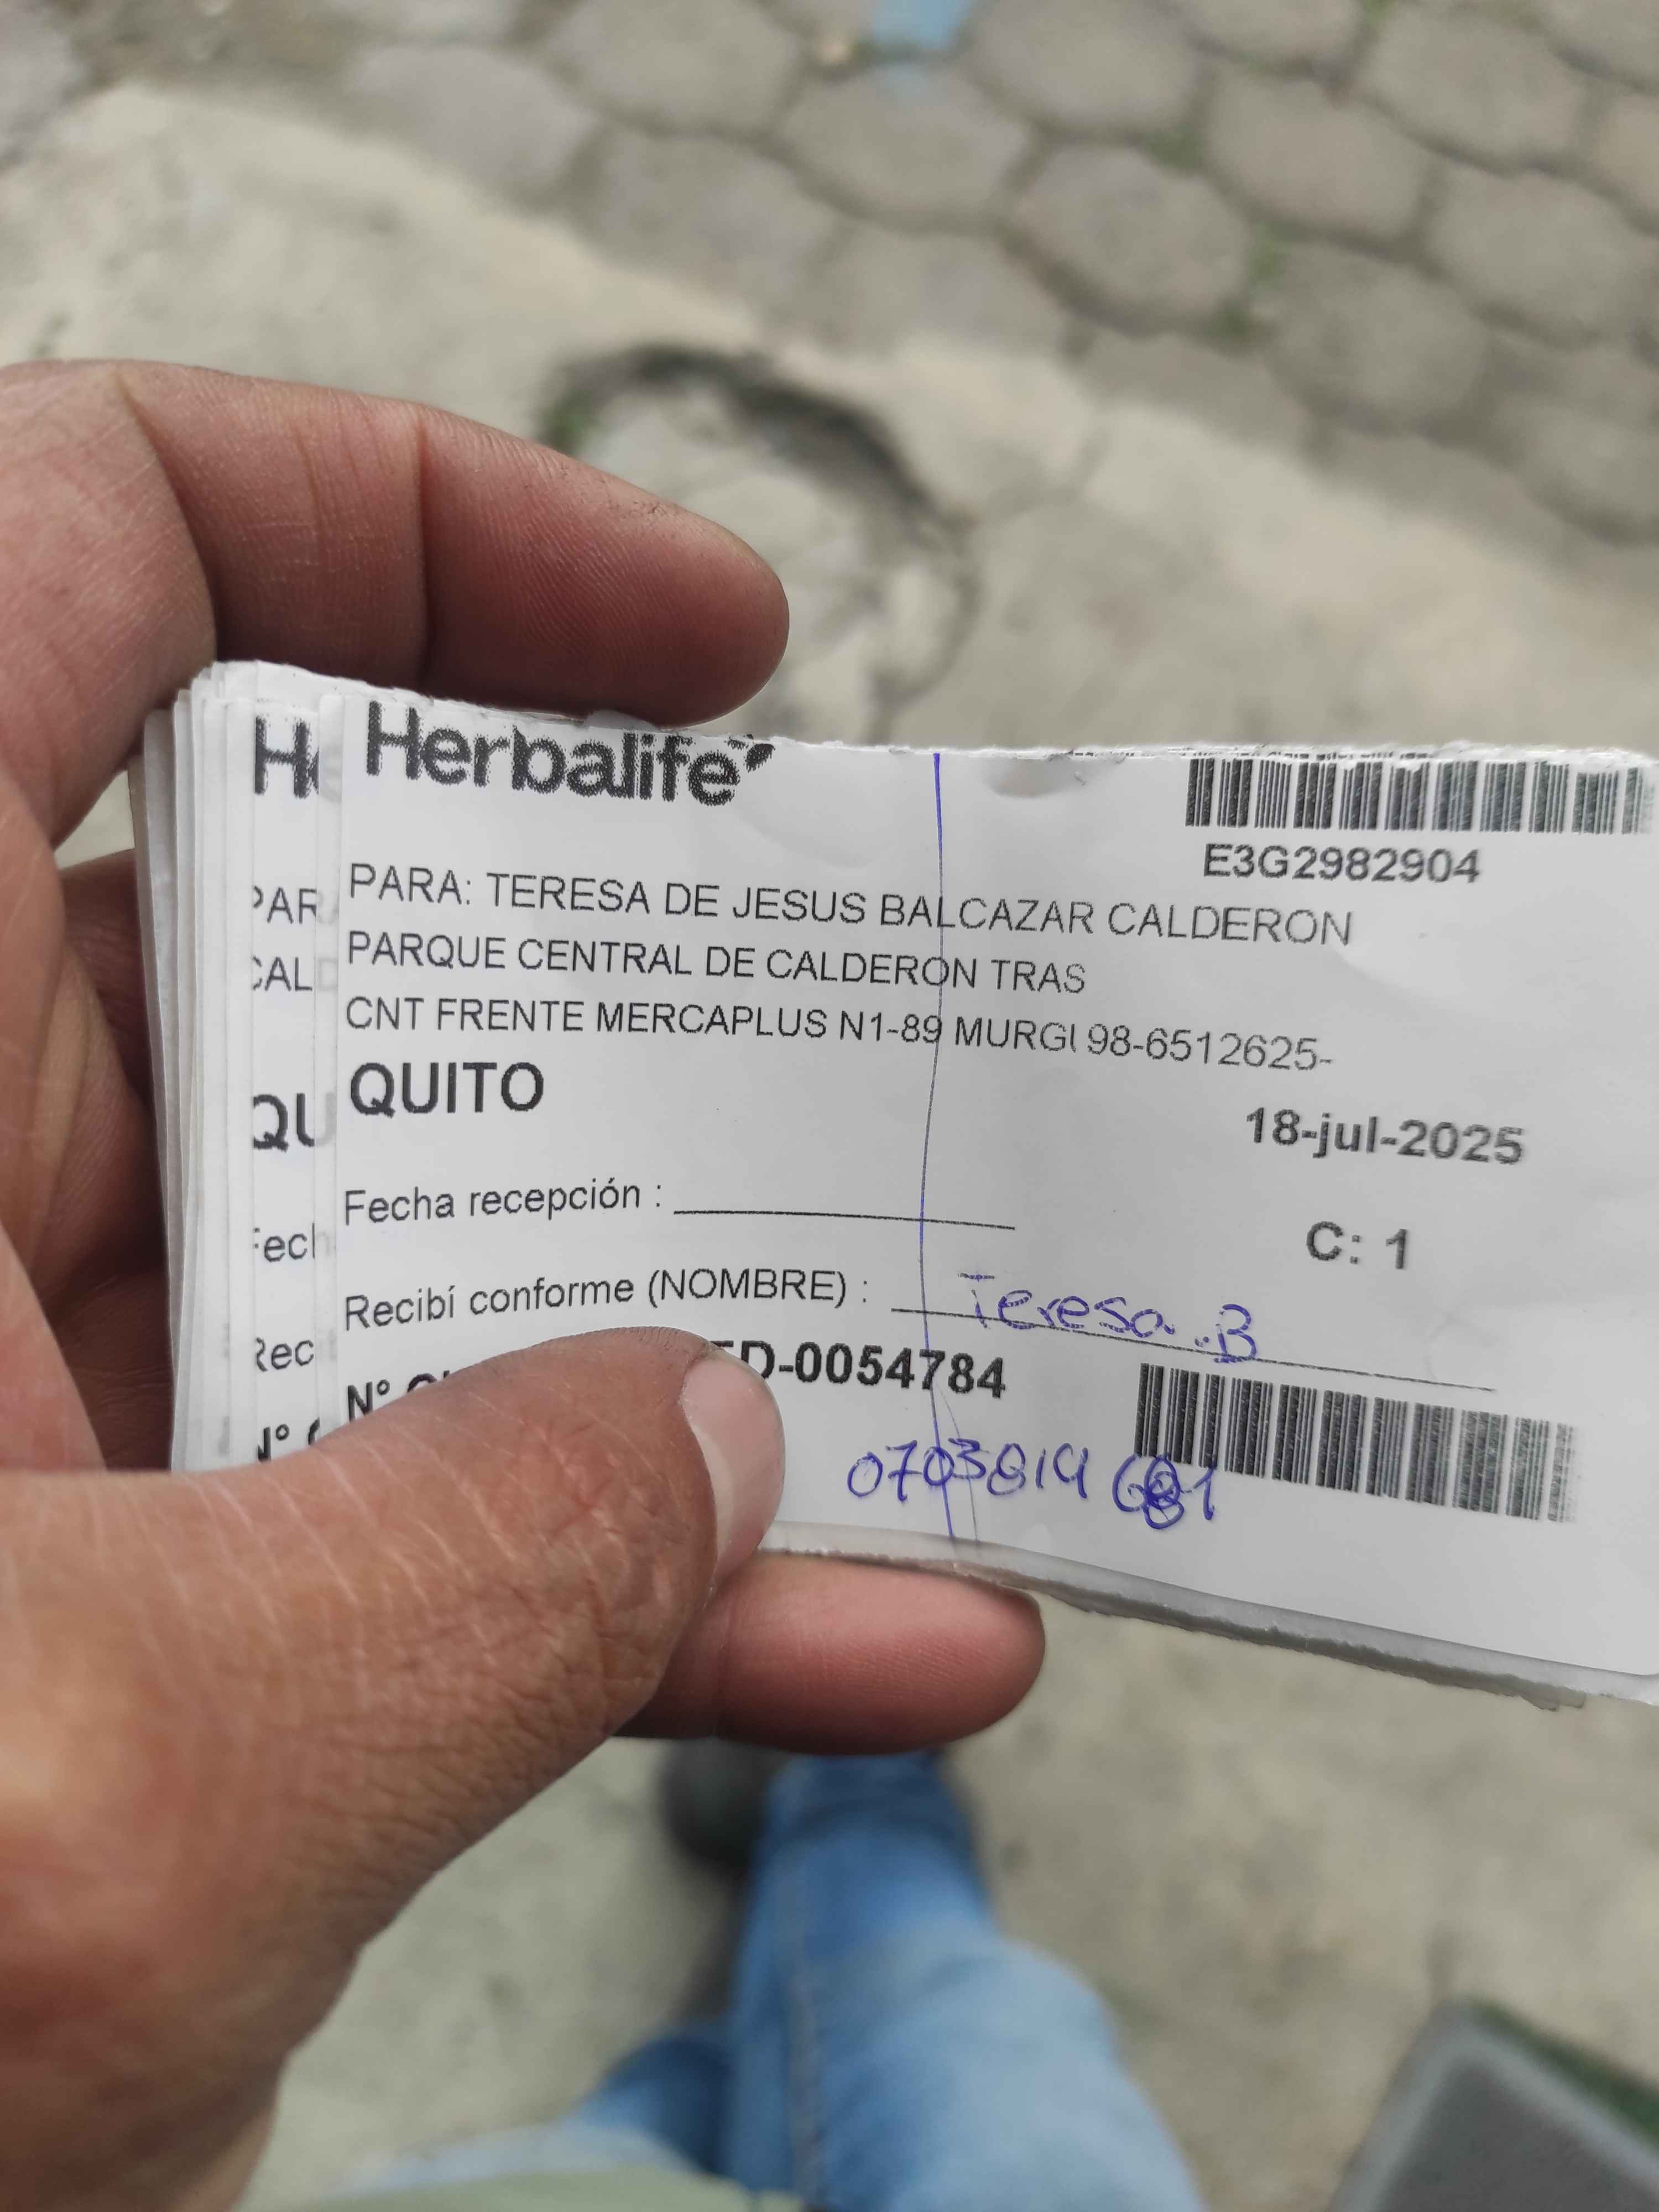 Herbalife
E3G2982904
PARA: TERESA DE JESUS BALCAZAR CALDERON
PARQUE CENTRAL DE CALDERON TRAS
CNT FRENTE MERCAPLUS N1-89 MURGI 98-6512625-
QUITO
18-jul-2025
Fecha recepción :
C: 1
Recibí conforme (NOMBRE) : Teresa .B
N° D-0054784